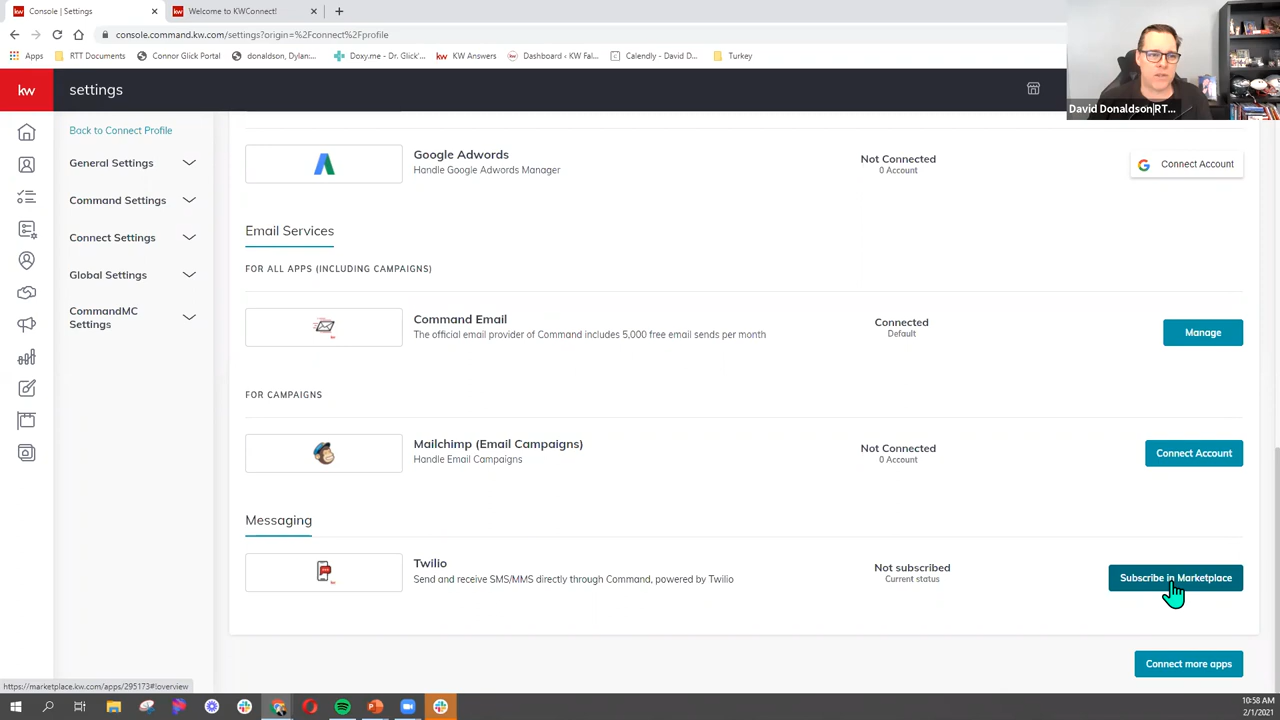 Console | Settings
Welcome to KWConnect!
console.command.kw.com/settings?origin=%2Fconnect%2Fprofile
Apps
RTT Documents
Connor Glick Portal
donaldson, Dylan...
Doxy.me - Dr. Glick'...
KW Answers
Dashboard ‹ KW Fal...
Calendly - David D...
Turkey
kw
settings
David Donaldson|RT...
Back to Connect Profile
General Settings
Command Settings
Connect Settings
Global Settings
CommandMC
Settings
Google Adwords
Handle Google Adwords Manager
Not Connected
0 Account
Connect Account
Email Services
FOR ALL APPS (INCLUDING CAMPAIGNS)
Command Email
The official email provider of Command includes 5,000 free email sends per month
Connected
Default
Manage
FOR CAMPAIGNS
Mailchimp (Email Campaigns)
Handle Email Campaigns
Not Connected
0 Account
Connect Account
Messaging
Twilio
Send and receive SMS/MMS directly through Command, powered by Twilio
Not subscribed
Current status
Subscribe in Marketplace
Connect more apps
https://marketplace.kw.com/apps/295173#!overview
10:58 AM
2/1/2021